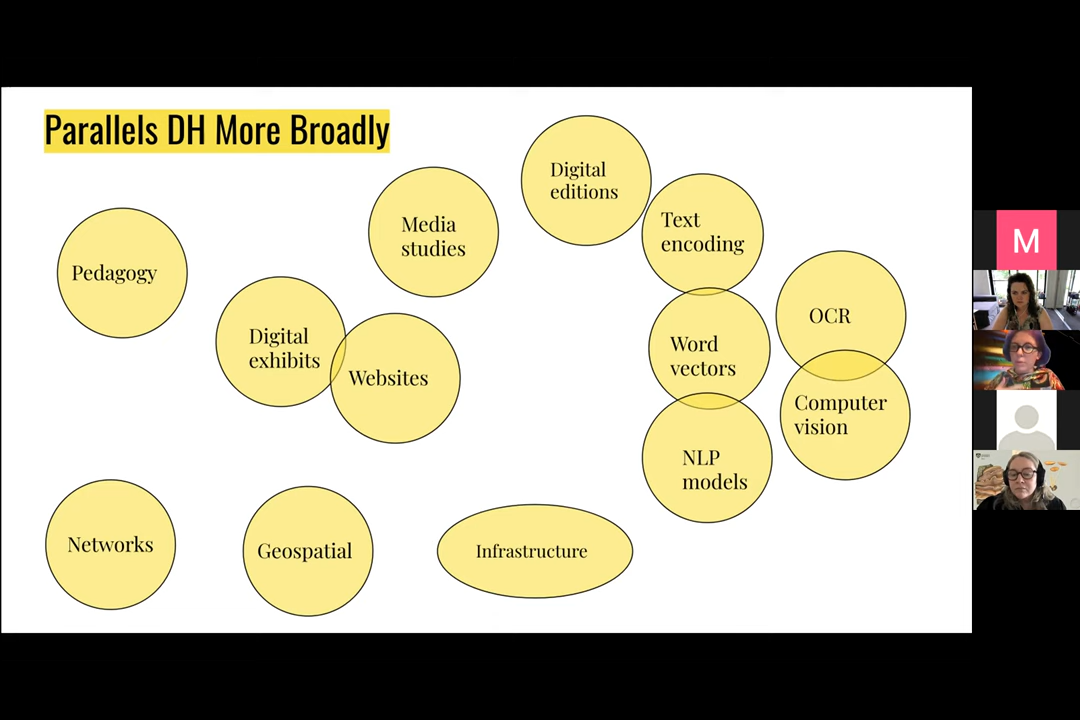 Parallels DH More Broadly
Digital
editions
Media
studies
Text
encoding
Pedagogy
Digital
exhibits
Websites
OCR
Word
vectors
Computer
vision
NLP
models
Networks
Geospatial
Infrastructure
M